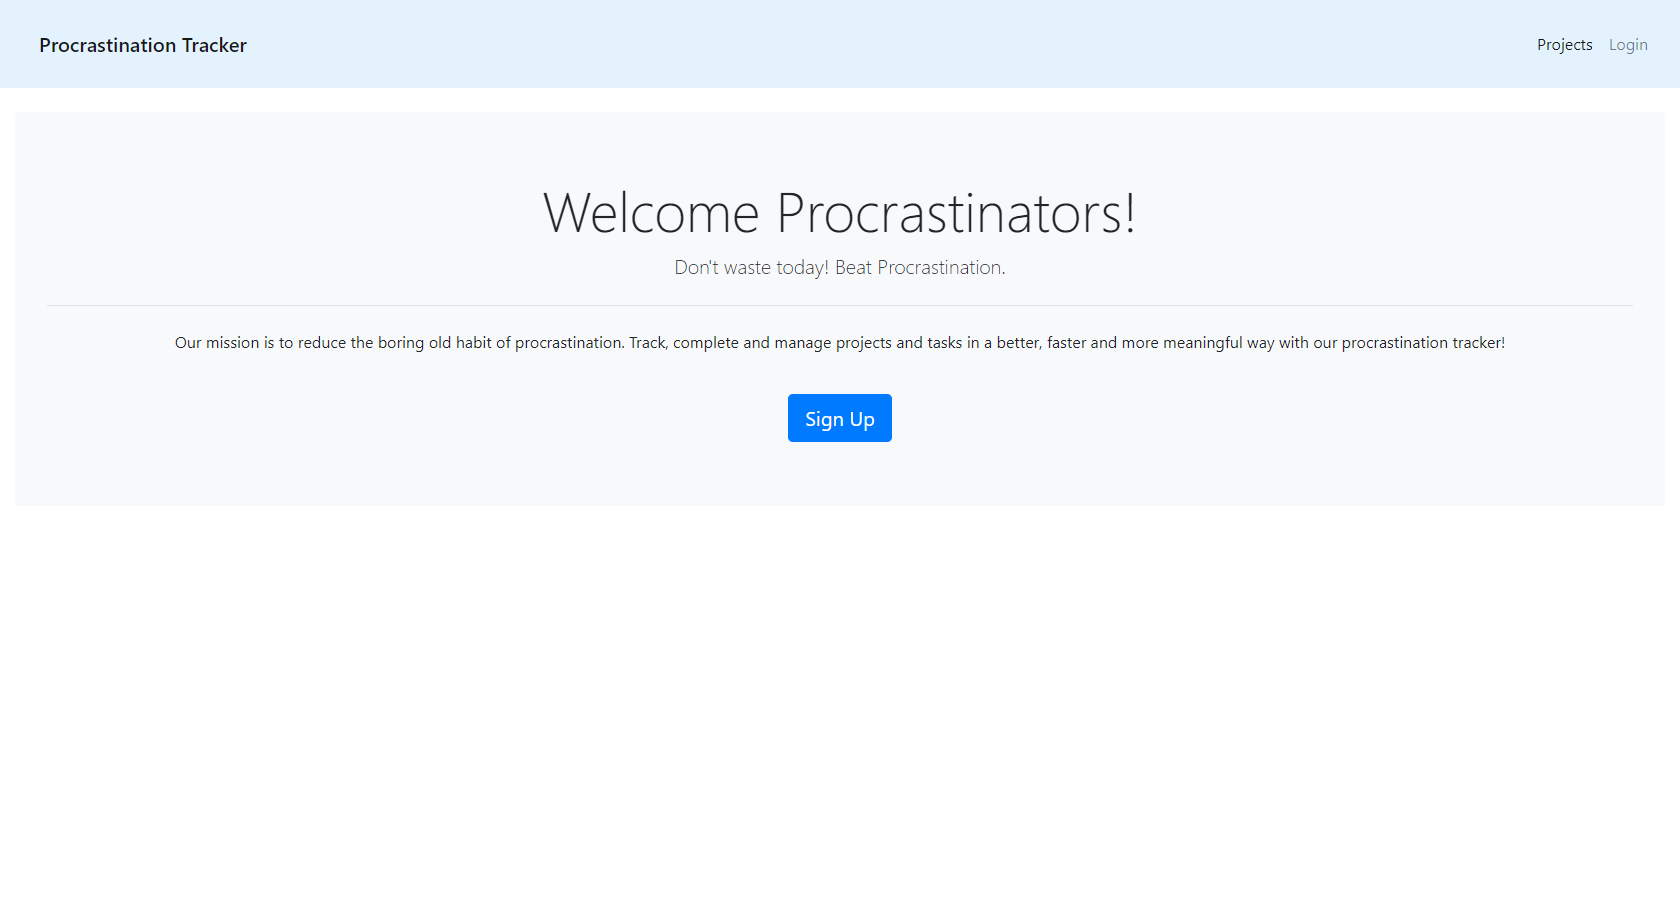 Procrastination Tracker
Projects Login
Welcome Procrastinators!
Don't waste today! Beat Procrastination.
Our mission is to reduce the boring old habit of procrastination. Track, complete and manage projects and tasks in a better, faster and more meaningful way with our procrastination tracker!
Sign Up